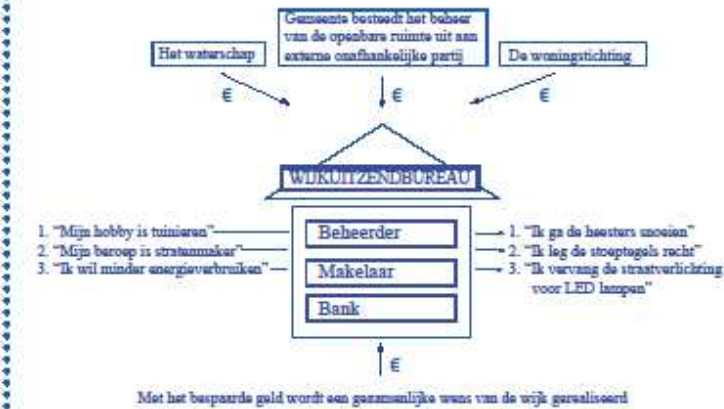 Gemeente besteedt het beheer
van de openbare ruimte uit aan
externe onafhankelijke partij
Het waterschap
De woningstichting
€
€
€
WIJKUITZENDBUREAU
1. "Mijn hobby is tuinieren"
2. "Mijn beroep is stratenmaker"
3. "Ik wil minder energieverbruiken"
Beheerder
Makelaar
Bank
1. "Ik ga de heesters snoeien"
2. "Ik leg de stoeptegels recht"
3. "Ik vervang de straatverlichting
voor LED lampen"
€
Met het bespaarde geld wordt een gezamenlijke wens van de wijk gerealiseerd